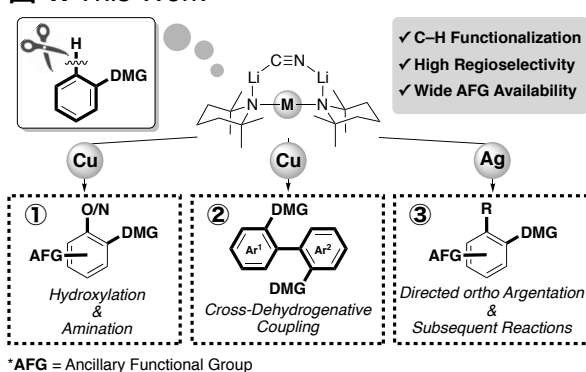 This Work
H
DMG
C≡N
Li Li
N M N
✓ C–H Functionalization
✓ High Regioselectivity
✓ Wide AFG Availability
Cu
Cu
Ag
①
O/N
DMG
AFG
Hydroxylation
&
Amination
②
DMG
Ar¹ Ar²
DMG
Cross-Dehydrogenative
Coupling
③
R
DMG
AFG
Directed ortho Argentation
&
Subsequent Reactions
*AFG = Ancillary Functional Group